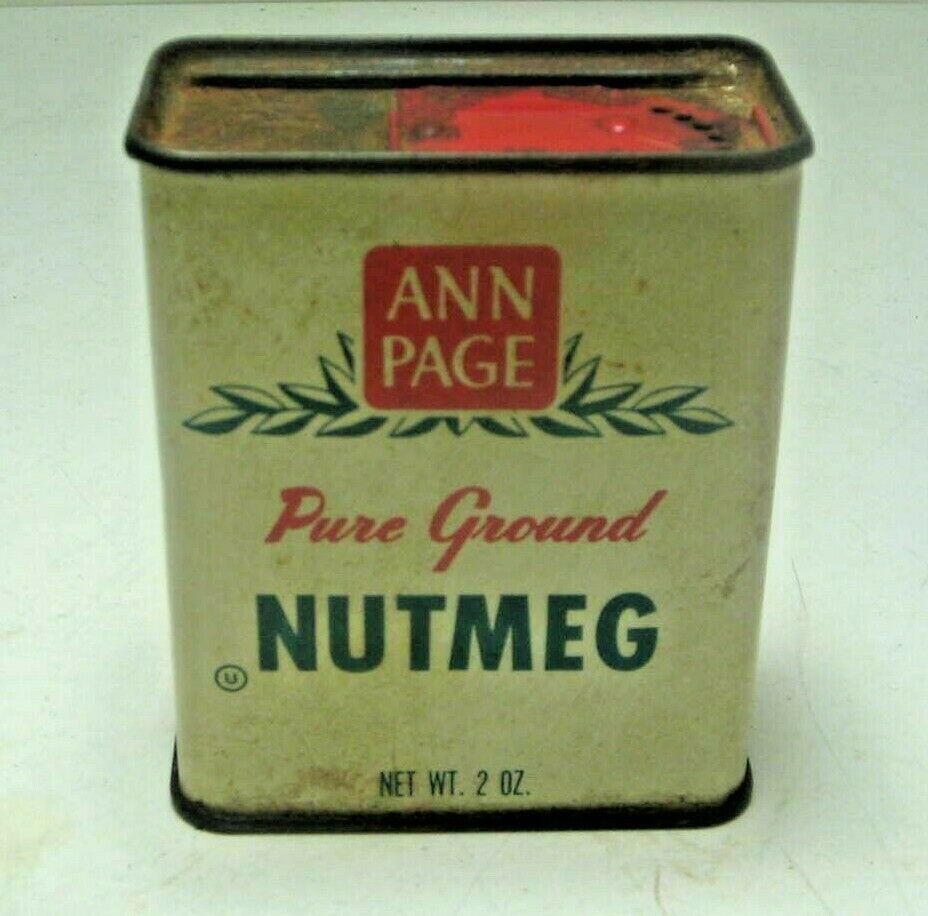 ANN
PAGE
Pure Ground
NUTMEG
U
NET WT. 2 OZ.